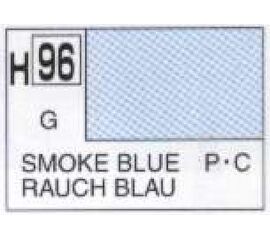 H 96
G
SMOKE BLUE P·C
RAUCH BLAU